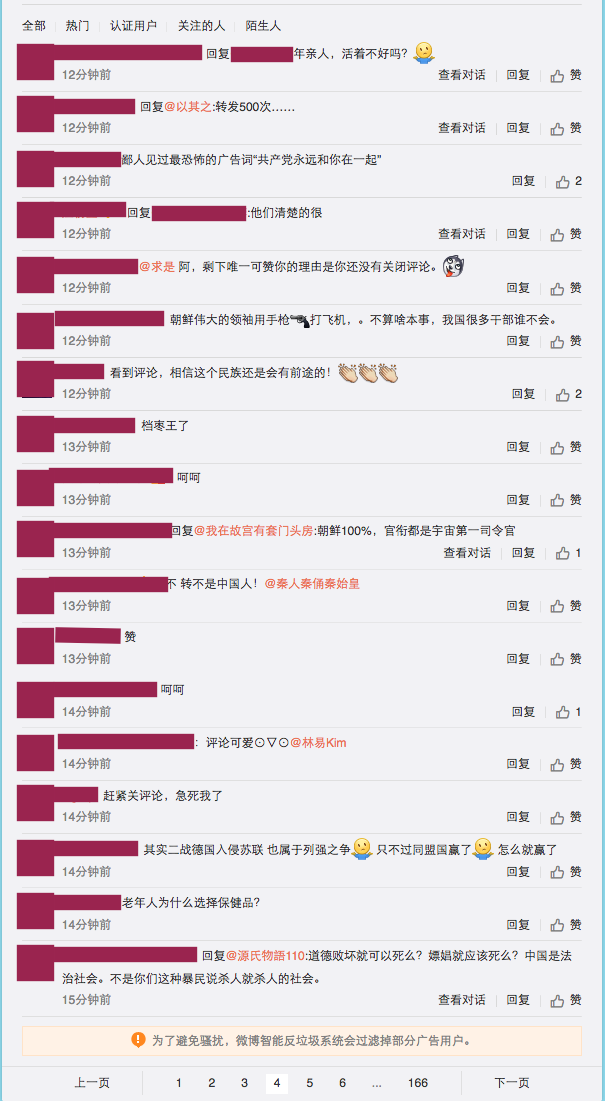 全部 热门 认证用户 关注的人 陌生人
回复 年亲人，活着不好吗？
12分钟前 查看对话 回复 赞
回复@以其之:转发500次……
12分钟前 查看对话 回复 赞
鄙人见过最恐怖的广告词“共产党永远和你在一起”
12分钟前 回复 2
回复 :他们清楚的很
12分钟前 查看对话 回复 赞
@求是 阿，剩下唯一可赞你的理由是你还没有关闭评论。
12分钟前 回复 赞
朝鲜伟大的领袖用手枪 打飞机，。不算啥本事，我国很多干部谁不会。
12分钟前 回复 赞
看到评论，相信这个民族还是会有前途的！
12分钟前 回复 2
档枣王了
13分钟前 回复 赞
呵呵
13分钟前 回复 赞
回复@我在故宫有套门头房:朝鲜100%，官衔都是宇宙第一司令官
13分钟前 查看对话 回复 1
不 转不是中国人！@秦人秦俑秦始皇
13分钟前 回复 赞
赞
13分钟前 回复 赞
呵呵
14分钟前 回复 1
：评论可爱⊙▽⊙@林易Kim
14分钟前 回复 赞
赶紧关评论，急死我了
14分钟前 回复 赞
其实二战德国入侵苏联 也属于列强之争 只不过同盟国赢了 怎么就赢了
14分钟前 回复 赞
老年人为什么选择保健品？
14分钟前 回复 赞
回复@源氏物語110:道德败坏就可以死么？嫖娼就应该死么？中国是法
治社会。不是你们这种暴民说杀人就杀人的社会。
15分钟前 查看对话 回复 赞
为了避免骚扰，微博智能反垃圾系统会过滤掉部分广告用户。
上一页 1 2 3 4 5 6 ... 166 下一页